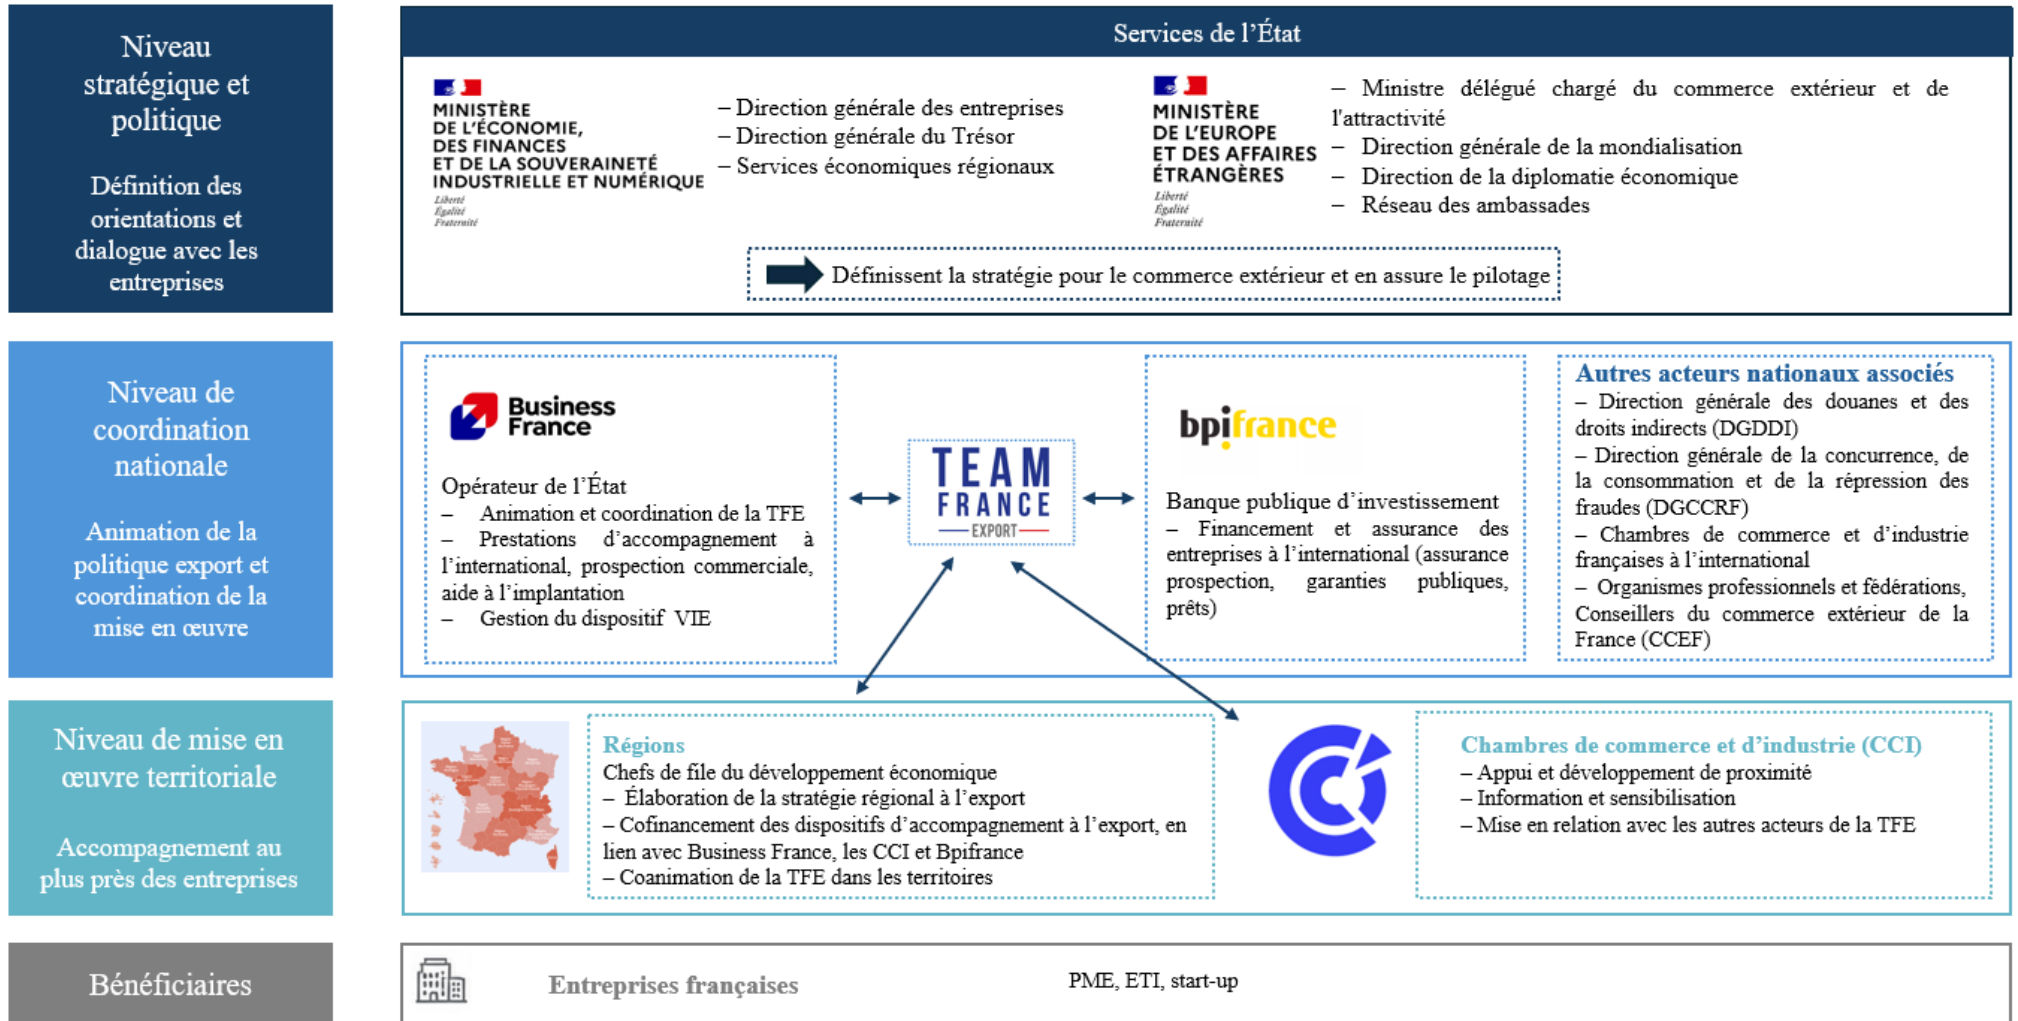 Niveau
stratégique et
politique
Définition des
orientations et
dialogue avec les
entreprises
Services de l’État
MINISTÈRE
DE L’ÉCONOMIE,
DES FINANCES
ET DE LA SOUVERAINETÉ
INDUSTRIELLE ET NUMÉRIQUE
Liberté
Égalité
Fraternité
– Direction générale des entreprises
– Direction générale du Trésor
– Services économiques régionaux
MINISTÈRE
DE L’EUROPE
ET DES AFFAIRES
ÉTRANGÈRES
Liberté
Égalité
Fraternité
– Ministre délégué chargé du commerce extérieur et de
l'attractivité
– Direction générale de la mondialisation
– Direction de la diplomatie économique
– Réseau des ambassades
Définissent la stratégie pour le commerce extérieur et en assure le pilotage
Niveau de
coordination
nationale
Animation de la
politique export et
coordination de la
mise en œuvre
Business
France
Opérateur de l’État
– Animation et coordination de la TFE
– Prestations d’accompagnement à
l’international, prospection commerciale,
aide à l’implantation
– Gestion du dispositif VIE
TEAM
FRANCE
EXPORT
bpifrance
Banque publique d’investissement
– Financement et assurance des
entreprises à l’international (assurance
prospection, garanties publiques,
prêts)
Autres acteurs nationaux associés
– Direction générale des douanes et des
droits indirects (DGDDI)
– Direction générale de la concurrence, de
la consommation et de la répression des
fraudes (DGCCRF)
– Chambres de commerce et d’industrie
françaises à l’international
– Organismes professionnels et fédérations,
Conseillers du commerce extérieur de la
France (CCEF)
Niveau de mise en
œuvre territoriale
Accompagnement au
plus près des entreprises
Régions
Chefs de file du développement économique
– Élaboration de la stratégie régional à l’export
– Cofinancement des dispositifs d’accompagnement à l’export, en
lien avec Business France, les CCI et Bpifrance
– Coanimation de la TFE dans les territoires
Chambres de commerce et d’industrie (CCI)
– Appui et développement de proximité
– Information et sensibilisation
– Mise en relation avec les autres acteurs de la TFE
Bénéficiaires
Entreprises françaises
PME, ETI, start-up